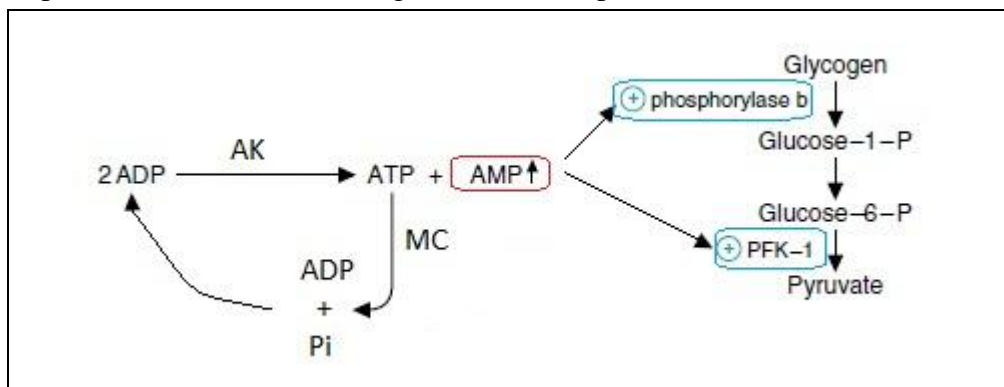 Glycogen
+ phosphorylase b
Glucose–1–P
AK
2 ADP
ATP + AMP
Glucose–6–P
MC
+ PFK–1
ADP
Pyruvate
+
Pi